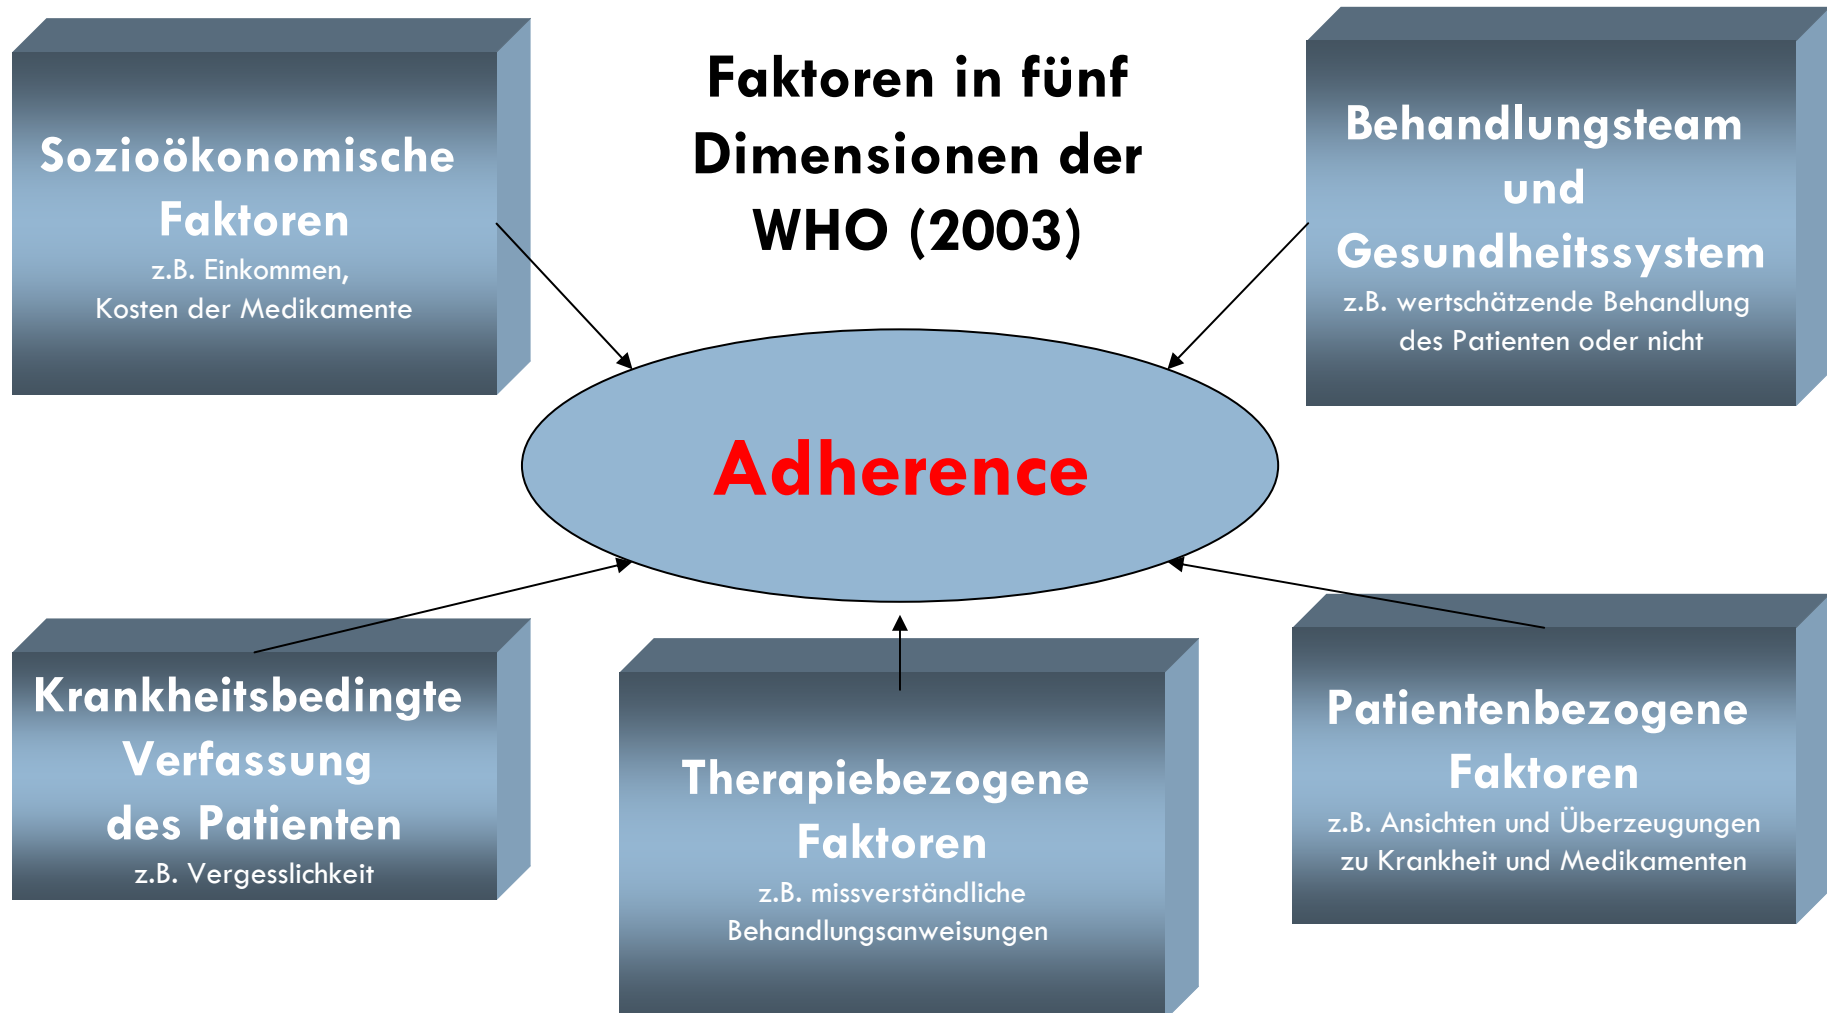 Faktoren in fünf
Dimensionen der
WHO (2003)
Sozioökonomische
Faktoren
z.B. Einkommen,
Kosten der Medikamente
Behandlungsteam
und
Gesundheitssystem
z.B. wertschätzende Behandlung
des Patienten oder nicht
Adherence
Krankheitsbedingte
Verfassung
des Patienten
z.B. Vergesslichkeit
Therapiebezogene
Faktoren
z.B. missverständliche
Behandlungsanweisungen
Patientenbezogene
Faktoren
z.B. Ansichten und Überzeugungen
zu Krankheit und Medikamenten